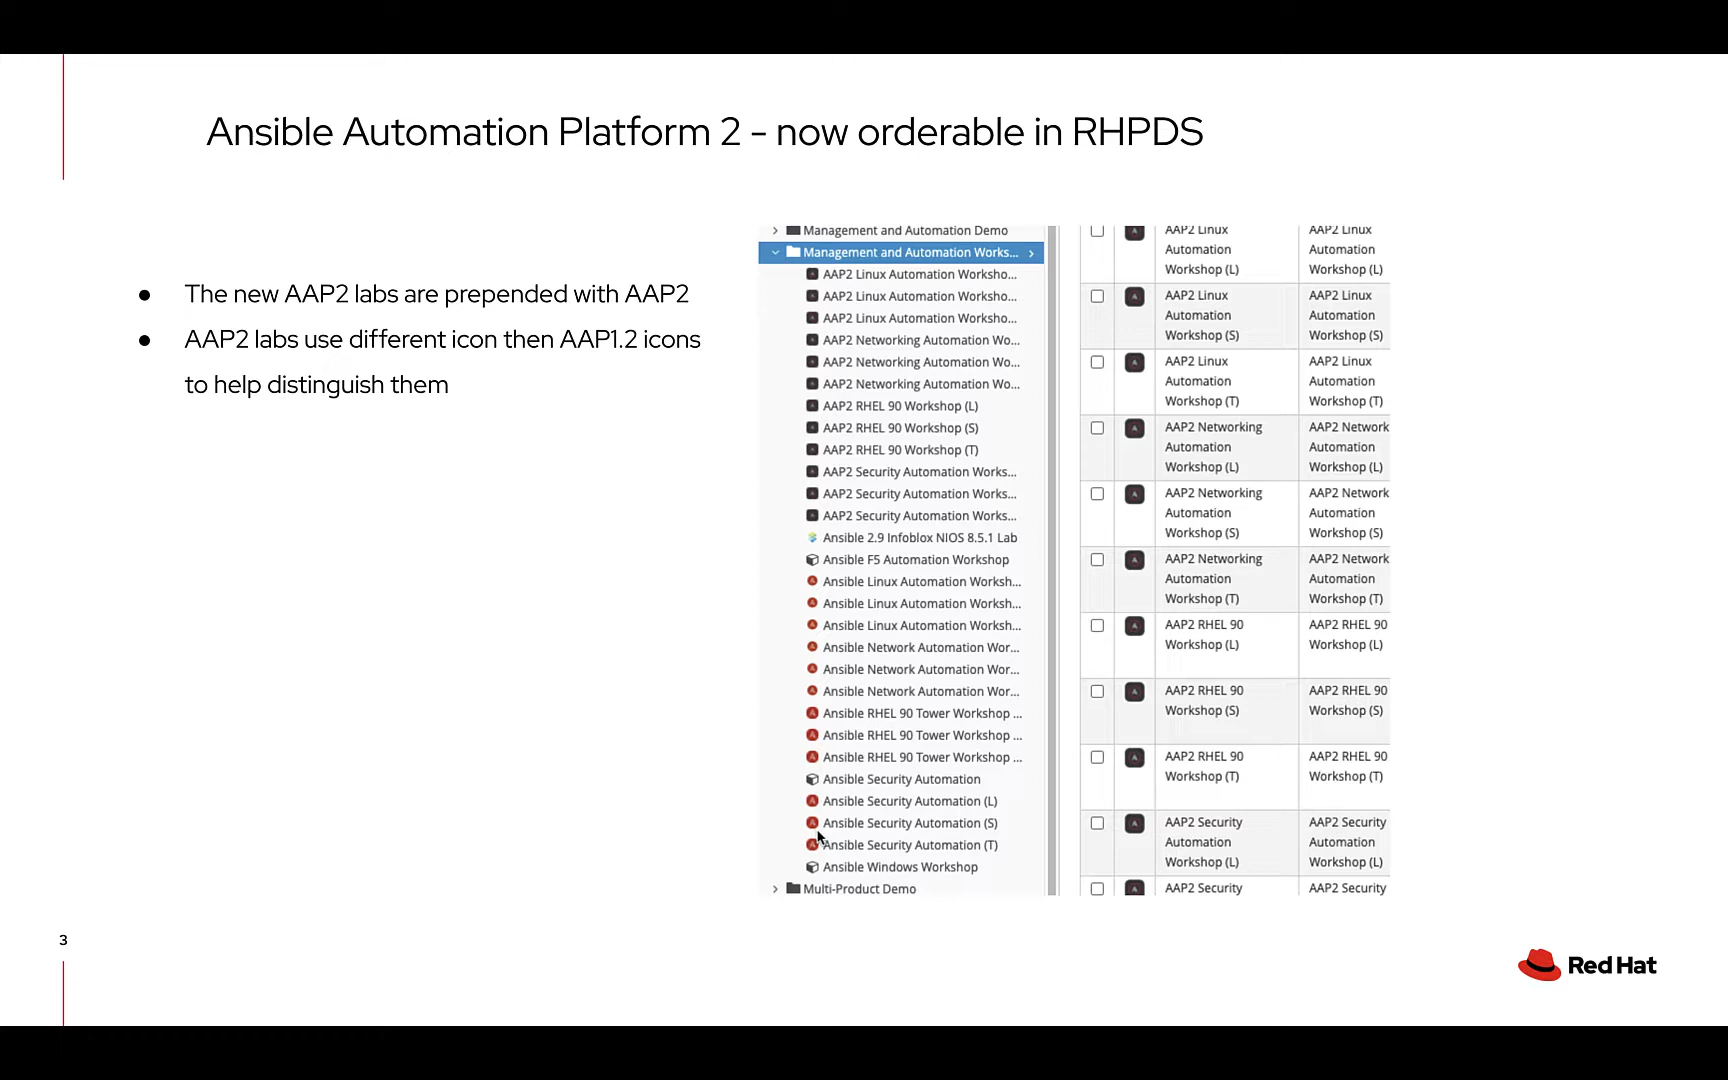 Ansible Automation Platform 2 - now orderable in RHPDS
● The new AAP2 labs are prepended with AAP2
● AAP2 labs use different icon then AAP1.2 icons
to help distinguish them
Management and Automation Demo
Management and Automation Works...
AAP2 Linux Automation Worksho...
AAP2 Linux Automation Worksho...
AAP2 Linux Automation Worksho...
AAP2 Networking Automation Wo...
AAP2 Networking Automation Wo...
AAP2 Networking Automation Wo...
AAP2 RHEL 90 Workshop (L)
AAP2 RHEL 90 Workshop (S)
AAP2 RHEL 90 Workshop (T)
AAP2 Security Automation Works...
AAP2 Security Automation Works...
AAP2 Security Automation Works...
Ansible 2.9 Infoblox NIOS 8.5.1 Lab
Ansible F5 Automation Workshop
Ansible Linux Automation Worksh...
Ansible Linux Automation Worksh...
Ansible Linux Automation Worksh...
Ansible Network Automation Wor...
Ansible Network Automation Wor...
Ansible Network Automation Wor...
Ansible RHEL 90 Tower Workshop ...
Ansible RHEL 90 Tower Workshop ...
Ansible RHEL 90 Tower Workshop ...
Ansible Security Automation
Ansible Security Automation (L)
Ansible Security Automation (S)
Ansible Security Automation (T)
Ansible Windows Workshop
Multi-Product Demo
AAP2 Linux
Automation
Workshop (L)
AAP2 Linux
Automation
Workshop (L)
AAP2 Linux
Automation
Workshop (S)
AAP2 Linux
Automation
Workshop (S)
AAP2 Linux
Automation
Workshop (T)
AAP2 Linux
Automation
Workshop (T)
AAP2 Networking
Automation
Workshop (L)
AAP2 Network
Automation
Workshop (L)
AAP2 Networking
Automation
Workshop (S)
AAP2 Network
Automation
Workshop (S)
AAP2 Networking
Automation
Workshop (T)
AAP2 Network
Automation
Workshop (T)
AAP2 RHEL 90
Workshop (L)
AAP2 RHEL 90
Workshop (L)
AAP2 RHEL 90
Workshop (S)
AAP2 RHEL 90
Workshop (S)
AAP2 RHEL 90
Workshop (T)
AAP2 RHEL 90
Workshop (T)
AAP2 Security
Automation
Workshop (L)
AAP2 Security
Automation
Workshop (L)
AAP2 Security
AAP2 Security
3
Red Hat